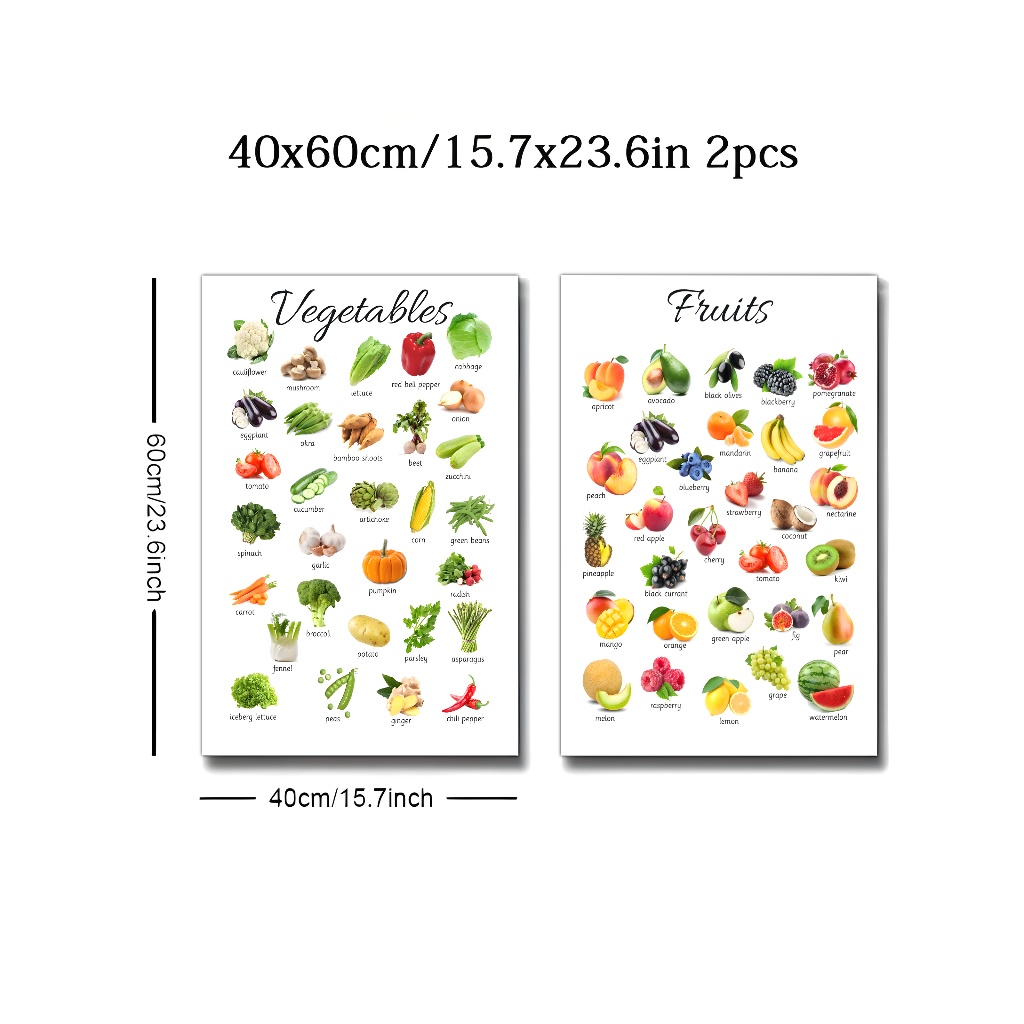 40x60cm/15.7x23.6in 2pcs
60cm/23.6inch
Vegetables
cauliflower
mushroom
lettuce
red bell pepper
cabbage
eggplant
okra
bamboo shoots
beet
onion
tomato
cucumber
artichoke
corn
zucchini
spinach
garlic
pumpkin
green beans
carrot
broccoli
radish
fennel
potato
parsley
asparagus
iceberg lettuce
peas
ginger
chili pepper
40cm/15.7inch
Fruits
apricot
avocado
black olives
blackberry
pomegranate
peach
eggplant
blueberry
mandarin
banana
grapefruit
red apple
strawberry
coconut
nectarine
pineapple
black currant
cherry
tomato
kiwi
mango
orange
green apple
fig
pear
melon
raspberry
lemon
grape
watermelon